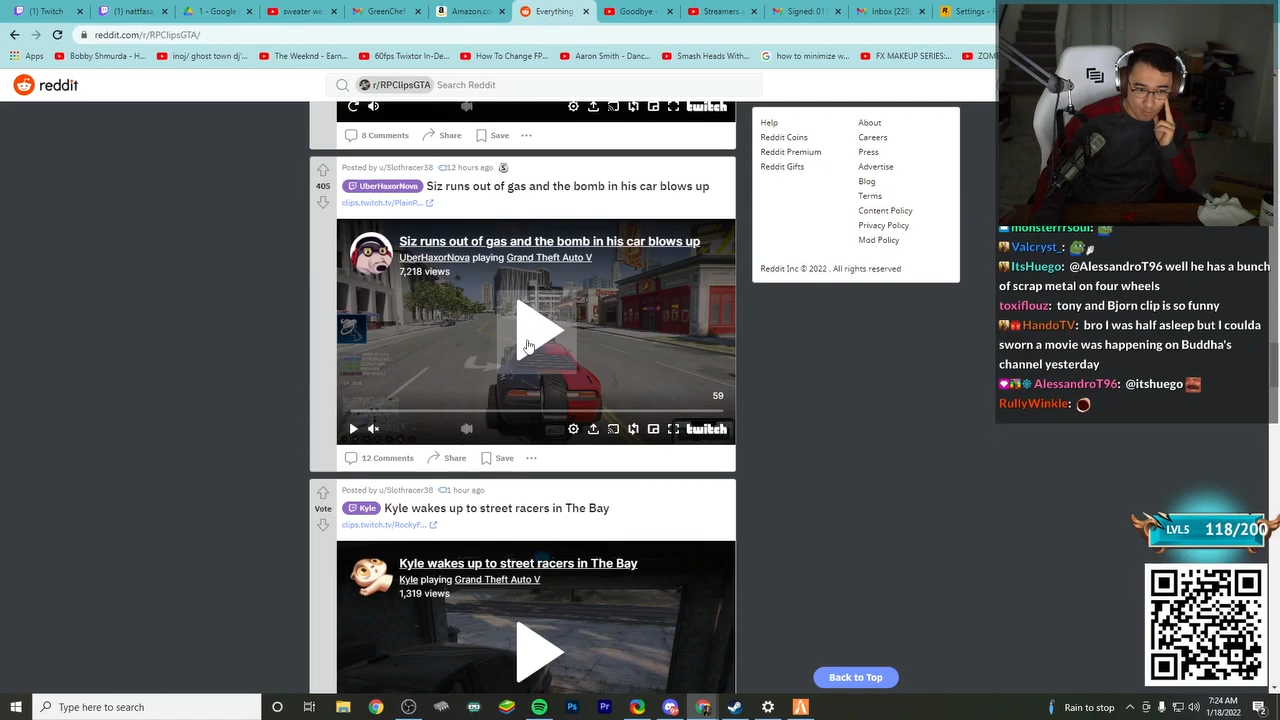 (1) Twitch
(1) nattfasa
1 - Google
sweater we
GreenChef
Amazon.co
Everything
Goodbye -
Streamers a
Signed: 01
Inbox (229)
Settings - S
reddit.com/r/RPClipsGTA/
Apps
Bobby Shmurda - H...
inoj/ ghost town dj'...
The Weeknd - Earn...
60fps Twixtor In-De...
How To Change FP...
Aaron Smith - Danc...
Smash Heads With...
how to minimize w...
FX MAKEUP SERIES:...
ZOM
reddit
r/RPClipsGTA Search Reddit
twitch
8 Comments Share Save ...
Help
Reddit Coins
Reddit Premium
Reddit Gifts
About
Careers
Press
Advertise
Blog
Terms
Content Policy
Privacy Policy
Mod Policy
Reddit Inc © 2022 . All rights reserved
Posted by u/Slothracer38 12 hours ago
405
UberHaxorNova Siz runs out of gas and the bomb in his car blows up
clips.twitch.tv/PlainP...
Siz runs out of gas and the bomb in his car blows up
UberHaxorNova playing Grand Theft Auto V
7,218 views
59
twitch
12 Comments Share Save ...
Posted by u/Slothracer38 1 hour ago
Vote
Kyle Kyle wakes up to street racers in The Bay
clips.twitch.tv/RockyF...
Kyle wakes up to street racers in The Bay
Kyle playing Grand Theft Auto V
1,319 views
Back to Top
monsterrrsoul:
Valcryst_:
ItsHuego: @AlessandroT96 well he has a bunch
of scrap metal on four wheels
toxiflouz: tony and Bjorn clip is so funny
HandoTV: bro I was half asleep but I coulda
sworn a movie was happening on Buddha's
channel yesterday
AlessandroT96: @itshuego
RullyWinkle:
LVL5 118/200
Type here to search
Rain to stop
7:24 AM
1/18/2022